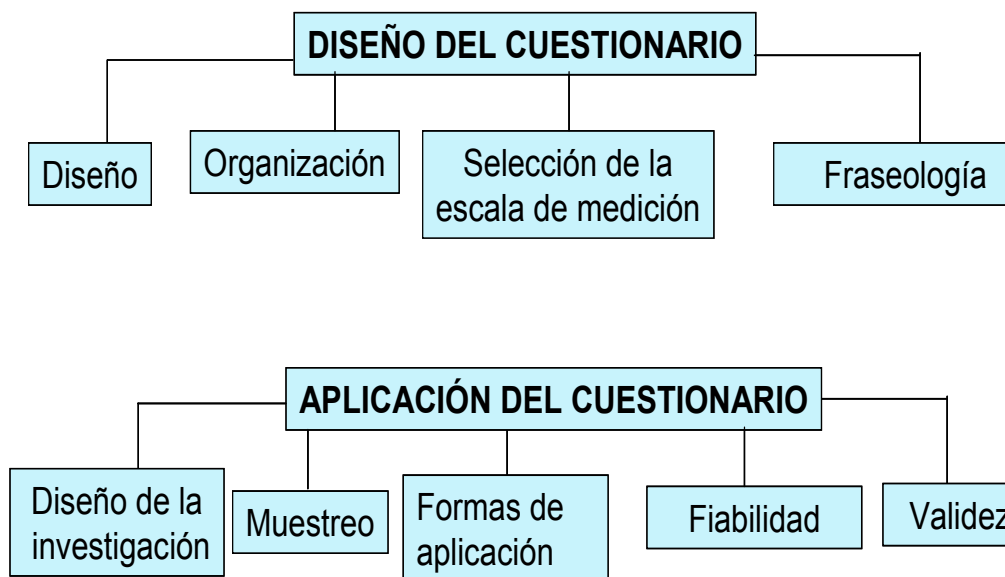 DISEÑO DEL CUESTIONARIO
Diseño
Organización
Selección de la
escala de medición
Fraseología
APLICACIÓN DEL CUESTIONARIO
Diseño de la
investigación
Muestreo
Formas de
aplicación
Fiabilidad
Validez